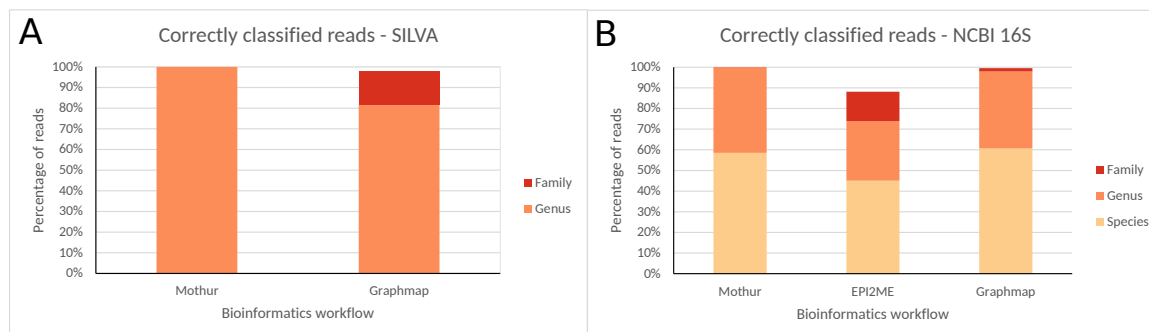 A
Correctly classified reads - SILVA
100%
90%
80%
70%
60%
50%
40%
30%
20%
10%
0%
Percentage of reads
Mothur
Graphmap
Bioinformatics workflow
Family
Genus
B
Correctly classified reads - NCBI 16S
100%
90%
80%
70%
60%
50%
40%
30%
20%
10%
0%
Percentage of reads
Mothur
EPI2ME
Graphmap
Bioinformatics workflow
Family
Genus
Species